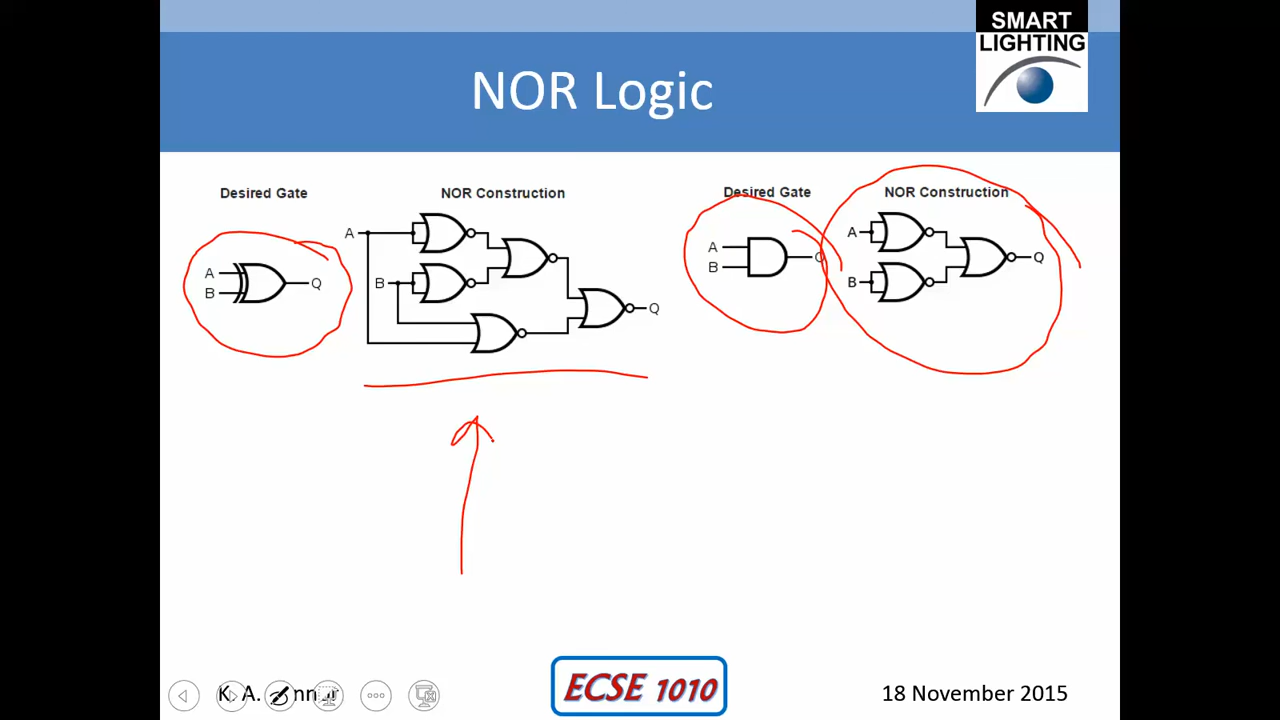 SMART
LIGHTING
NOR Logic
Desired Gate
NOR Construction
A
B
Q
A
B
Q
Desired Gate
NOR Construction
A
B
A
B
Q
K. A.
ECSE 1010
18 November 2015